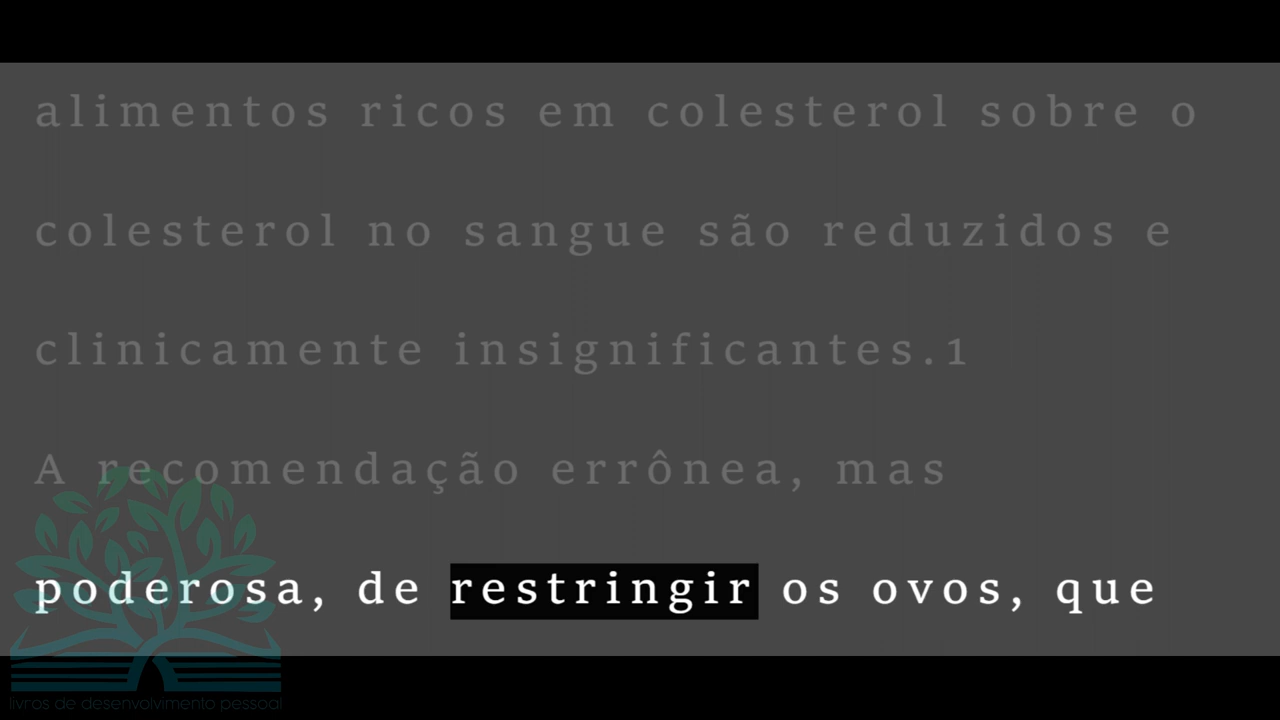 alimentos ricos em colesterol sobre o
colesterol no sangue são reduzidos e
clinicamente insignificantes.1
A recomendação errônea, mas
poderosa, de restringir os ovos, que
livros de desenvolvimento pessoal